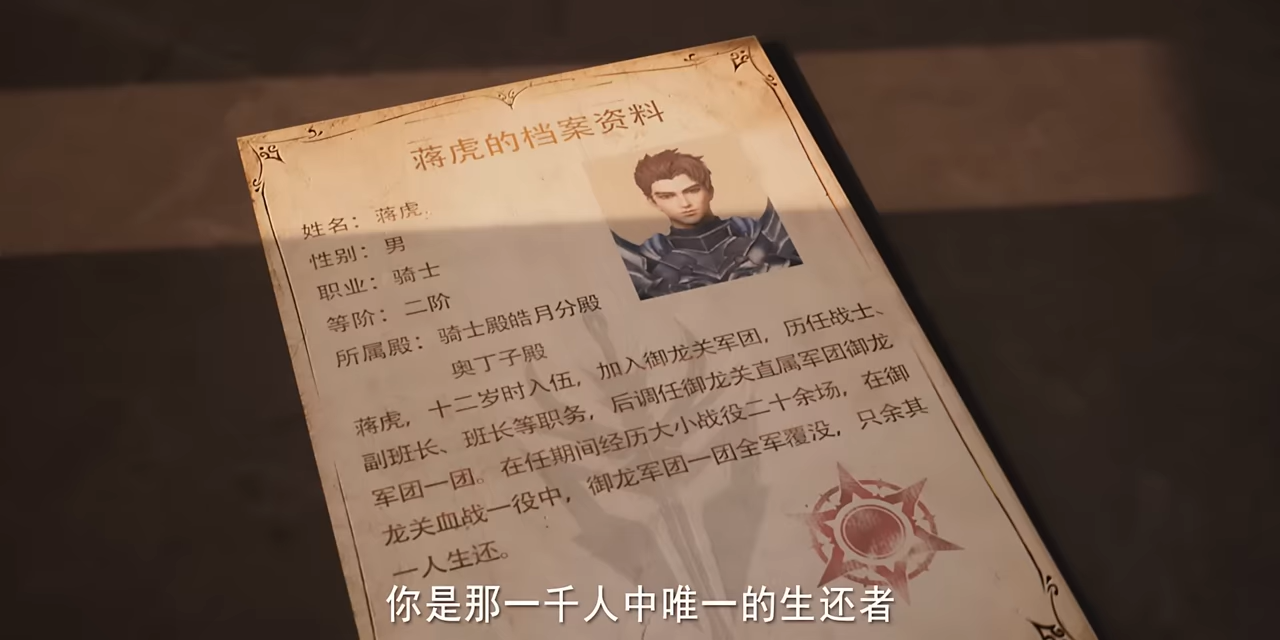 蒋虎的档案资料
姓名：蒋虎
性别：男
职业：骑士
等阶：二阶
所属殿：骑士殿皓月分殿
奥丁子殿
蒋虎，十二岁时入伍，加入御龙关军团，历任战士、
副班长、班长等职务，后调任御龙关直属军团御龙
军团一团。在任期间经历大小战役二十余场，在御
龙关血战一役中，御龙军团一团全军覆没，只余其
一人生还。
你是那一千人中唯一的生还者